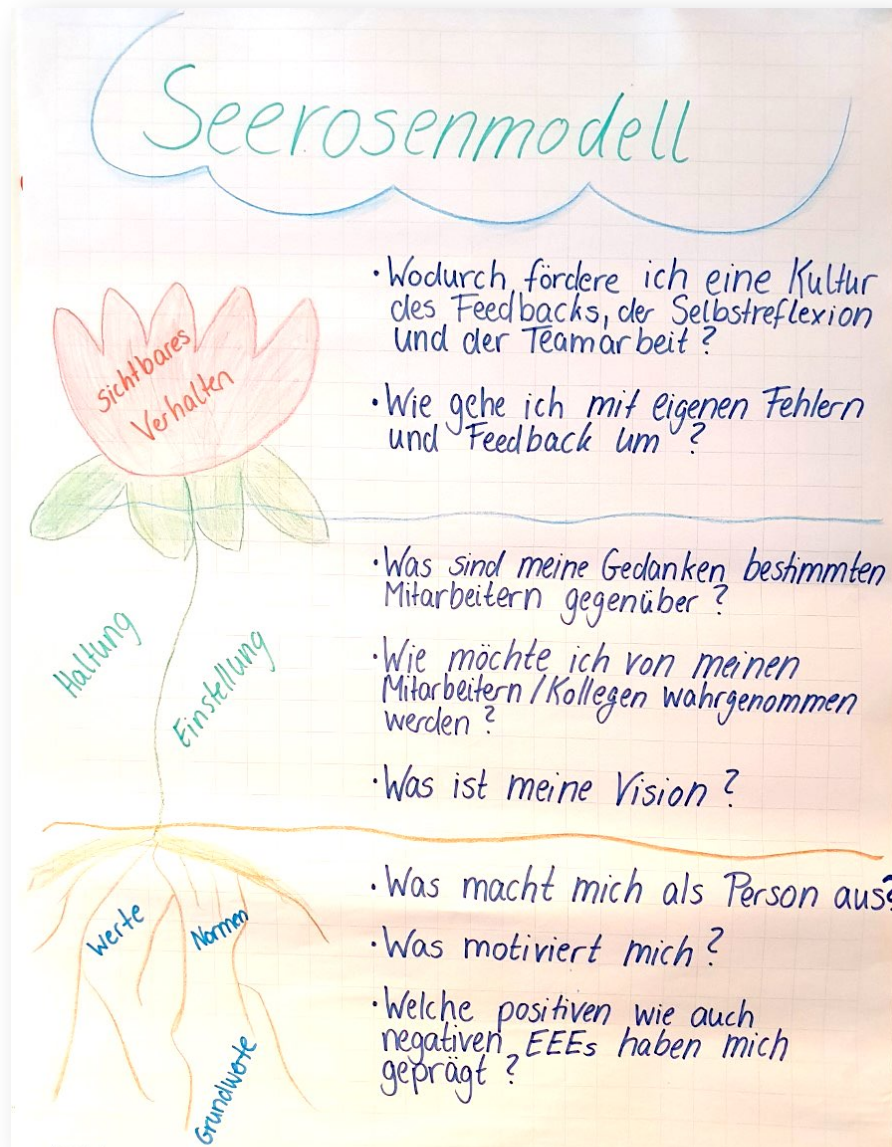 Seerosenmodell
sichtbares
Verhalten
• Wodurch fördere ich eine Kultur
des Feedbacks, der Selbstreflexion
und der Teamarbeit?
• Wie gehe ich mit eigenen Fehlern
und Feedback um?
Haltung
Einstellung
• Was sind meine Gedanken bestimmten
Mitarbeitern gegenüber?
• Wie möchte ich von meinen
Mitarbeitern/Kollegen wahrgenommen
werden?
• Was ist meine Vision?
Werte
Normen
Grundwerte
• Was macht mich als Person aus?
• Was motiviert mich?
• Welche positiven wie auch
negativen EEEs haben mich
geprägt?